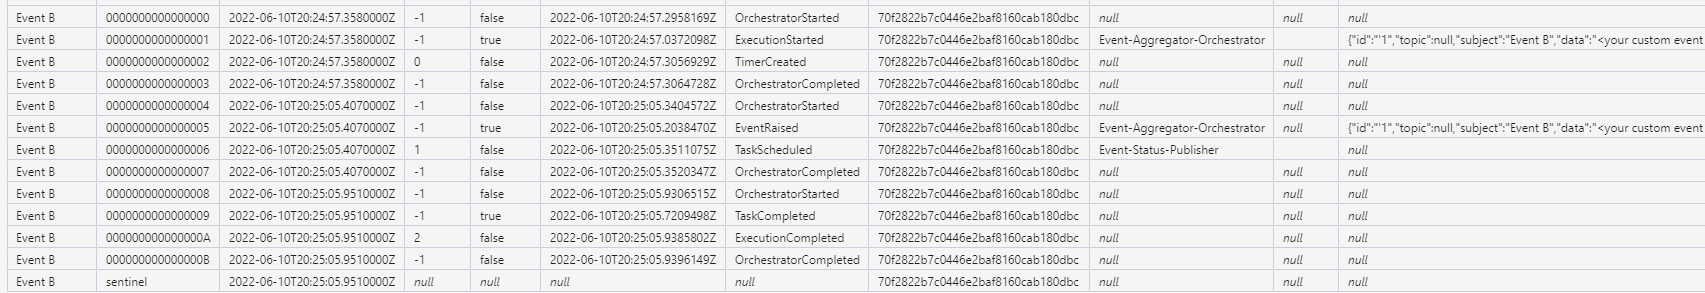 Event B 0000000000000000 2022-06-10T20:24:57.3580000Z -1 false 2022-06-10T20:24:57.2958169Z OrchestratorStarted 70f2822b7c0446e2baf8160cab180dbc null null null
Event B 0000000000000001 2022-06-10T20:24:57.3580000Z -1 true 2022-06-10T20:24:57.0372098Z ExecutionStarted 70f2822b7c0446e2baf8160cab180dbc Event-Aggregator-Orchestrator {"id":"'1","topic":null,"subject":"Event B","data":"<your custom event
Event B 0000000000000002 2022-06-10T20:24:57.3580000Z 0 false 2022-06-10T20:24:57.3056929Z TimerCreated 70f2822b7c0446e2baf8160cab180dbc null null null
Event B 0000000000000003 2022-06-10T20:24:57.3580000Z -1 false 2022-06-10T20:24:57.3064728Z OrchestratorCompleted 70f2822b7c0446e2baf8160cab180dbc null null null
Event B 0000000000000004 2022-06-10T20:25:05.4070000Z -1 false 2022-06-10T20:25:05.3404572Z OrchestratorStarted 70f2822b7c0446e2baf8160cab180dbc null null null
Event B 0000000000000005 2022-06-10T20:25:05.4070000Z -1 true 2022-06-10T20:25:05.2038470Z EventRaised 70f2822b7c0446e2baf8160cab180dbc Event-Aggregator-Orchestrator null {"id":"'1","topic":null,"subject":"Event B","data":"<your custom event
Event B 0000000000000006 2022-06-10T20:25:05.4070000Z 1 false 2022-06-10T20:25:05.3511075Z TaskScheduled 70f2822b7c0446e2baf8160cab180dbc Event-Status-Publisher null
Event B 0000000000000007 2022-06-10T20:25:05.4070000Z -1 false 2022-06-10T20:25:05.3520347Z OrchestratorCompleted 70f2822b7c0446e2baf8160cab180dbc null null null
Event B 0000000000000008 2022-06-10T20:25:05.9510000Z -1 false 2022-06-10T20:25:05.9306515Z OrchestratorStarted 70f2822b7c0446e2baf8160cab180dbc null null null
Event B 0000000000000009 2022-06-10T20:25:05.9510000Z -1 true 2022-06-10T20:25:05.7209498Z TaskCompleted 70f2822b7c0446e2baf8160cab180dbc null null null
Event B 000000000000000A 2022-06-10T20:25:05.9510000Z 2 false 2022-06-10T20:25:05.9385802Z ExecutionCompleted 70f2822b7c0446e2baf8160cab180dbc null null null
Event B 000000000000000B 2022-06-10T20:25:05.9510000Z -1 false 2022-06-10T20:25:05.9396149Z OrchestratorCompleted 70f2822b7c0446e2baf8160cab180dbc null null null
Event B sentinel 2022-06-10T20:25:05.9510000Z null null null null 70f2822b7c0446e2baf8160cab180dbc null null null